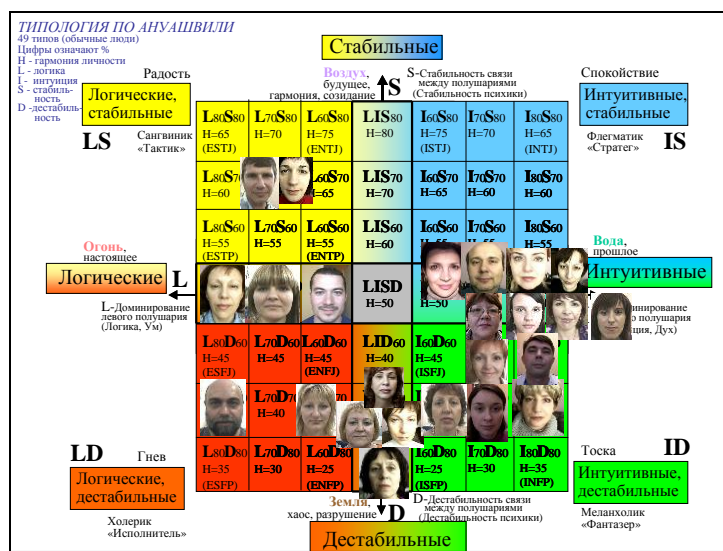 ТИПОЛОГИЯ ПО АНУАШВИЛИ
49 типов (обычные люди)
Цифры означают %
H - гармония личности
L - логика
I - интуиция
S - стабиль-
ность
D -дестабиль-
ность
Стабильные
Воздух,
будущее,
гармония, созидание
S
S-Стабильность связи
между полушариями
(Стабильность психики)
Радость
Логические,
стабильные
LS
Сангвиник
«Тактик»
Спокойствие
Интуитивные,
стабильные
IS
Флегматик
«Стратег»
L80S80 L70S80 L60S80 LIS80 I60S80 I70S80 I80S80
H=65 H=70 H=75 H=80 H=75 H=70 H=65
(ESTJ) (ENTJ) (ISTJ) (INTJ)
L80S70 L60S70 LIS70 I60S70 I70S70 I80S70
H=60 H=65 H=70 H=65 H=60 H=60
L80S60 L70S60 L60S60 LIS60 I60S60 I70S60 I80S60
H=55 H=55 H=55 H=60 H=55 H=55 H=55
(ESTP) (ENTP)
Огонь,
настоящее
Логические
L
L-Доминирование
левого полушария
(Логика, Ум)
LISD
H=50
H=50
Вода,
прошлое
Интуитивные
минирование
полушария
ция, Дух)
L80D60 L70D60 L60D60 LID60 I60D60
H=45 H=45 H=45 H=40 H=45
(ESFJ) (ENFJ) (ISFJ)
L70D70
H=40
L80D80 L70D80 L60D80 I60D80 I70D80 I80D80
H=35 H=30 H=25 H=25 H=30 H=35
(ESFP) (ENFP) (ISFP) (INFP)
LD
Гнев
Логические,
дестабильные
Холерик
«Исполнитель»
Тоска
ID
Интуитивные,
дестабильные
Меланхолик
«Фантазер»
Земля,
хаос, разрушение
D
D-Дестабильность связи
между полушариями
(Дестабильность психики)
Дестабильные